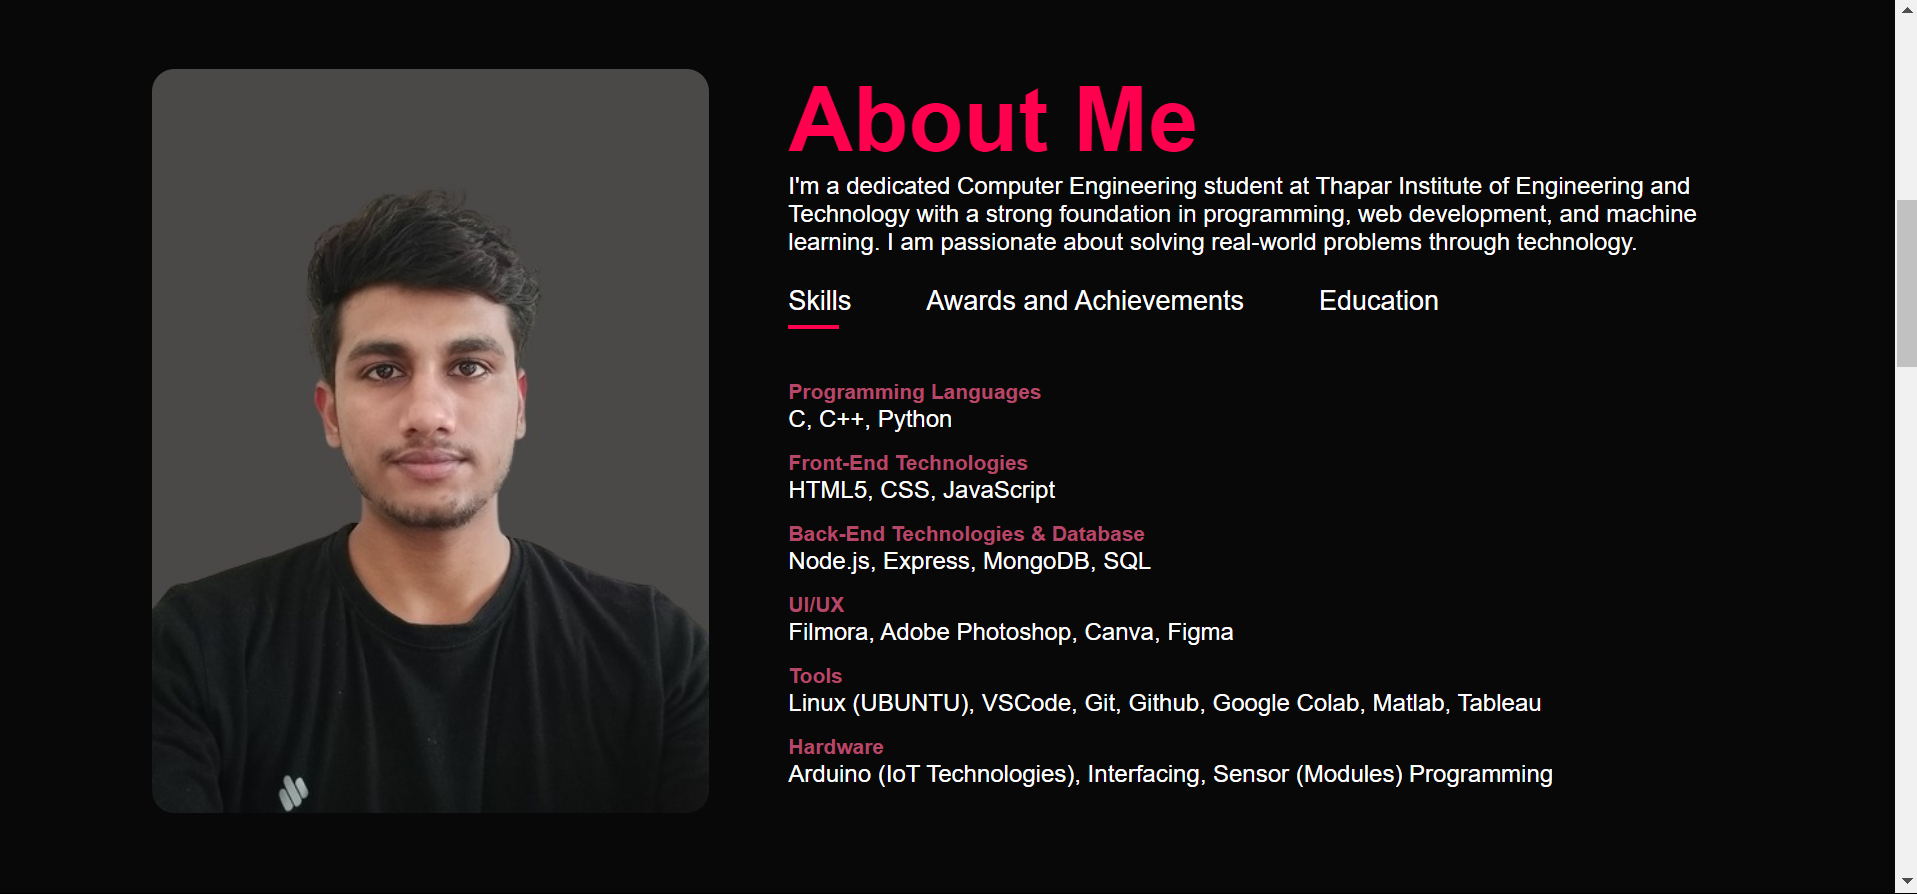 About Me
I'm a dedicated Computer Engineering student at Thapar Institute of Engineering and
Technology with a strong foundation in programming, web development, and machine
learning. I am passionate about solving real-world problems through technology.
Skills Awards and Achievements Education
Programming Languages
C, C++, Python
Front-End Technologies
HTML5, CSS, JavaScript
Back-End Technologies & Database
Node.js, Express, MongoDB, SQL
UI/UX
Filmora, Adobe Photoshop, Canva, Figma
Tools
Linux (UBUNTU), VSCode, Git, Github, Google Colab, Matlab, Tableau
Hardware
Arduino (IoT Technologies), Interfacing, Sensor (Modules) Programming